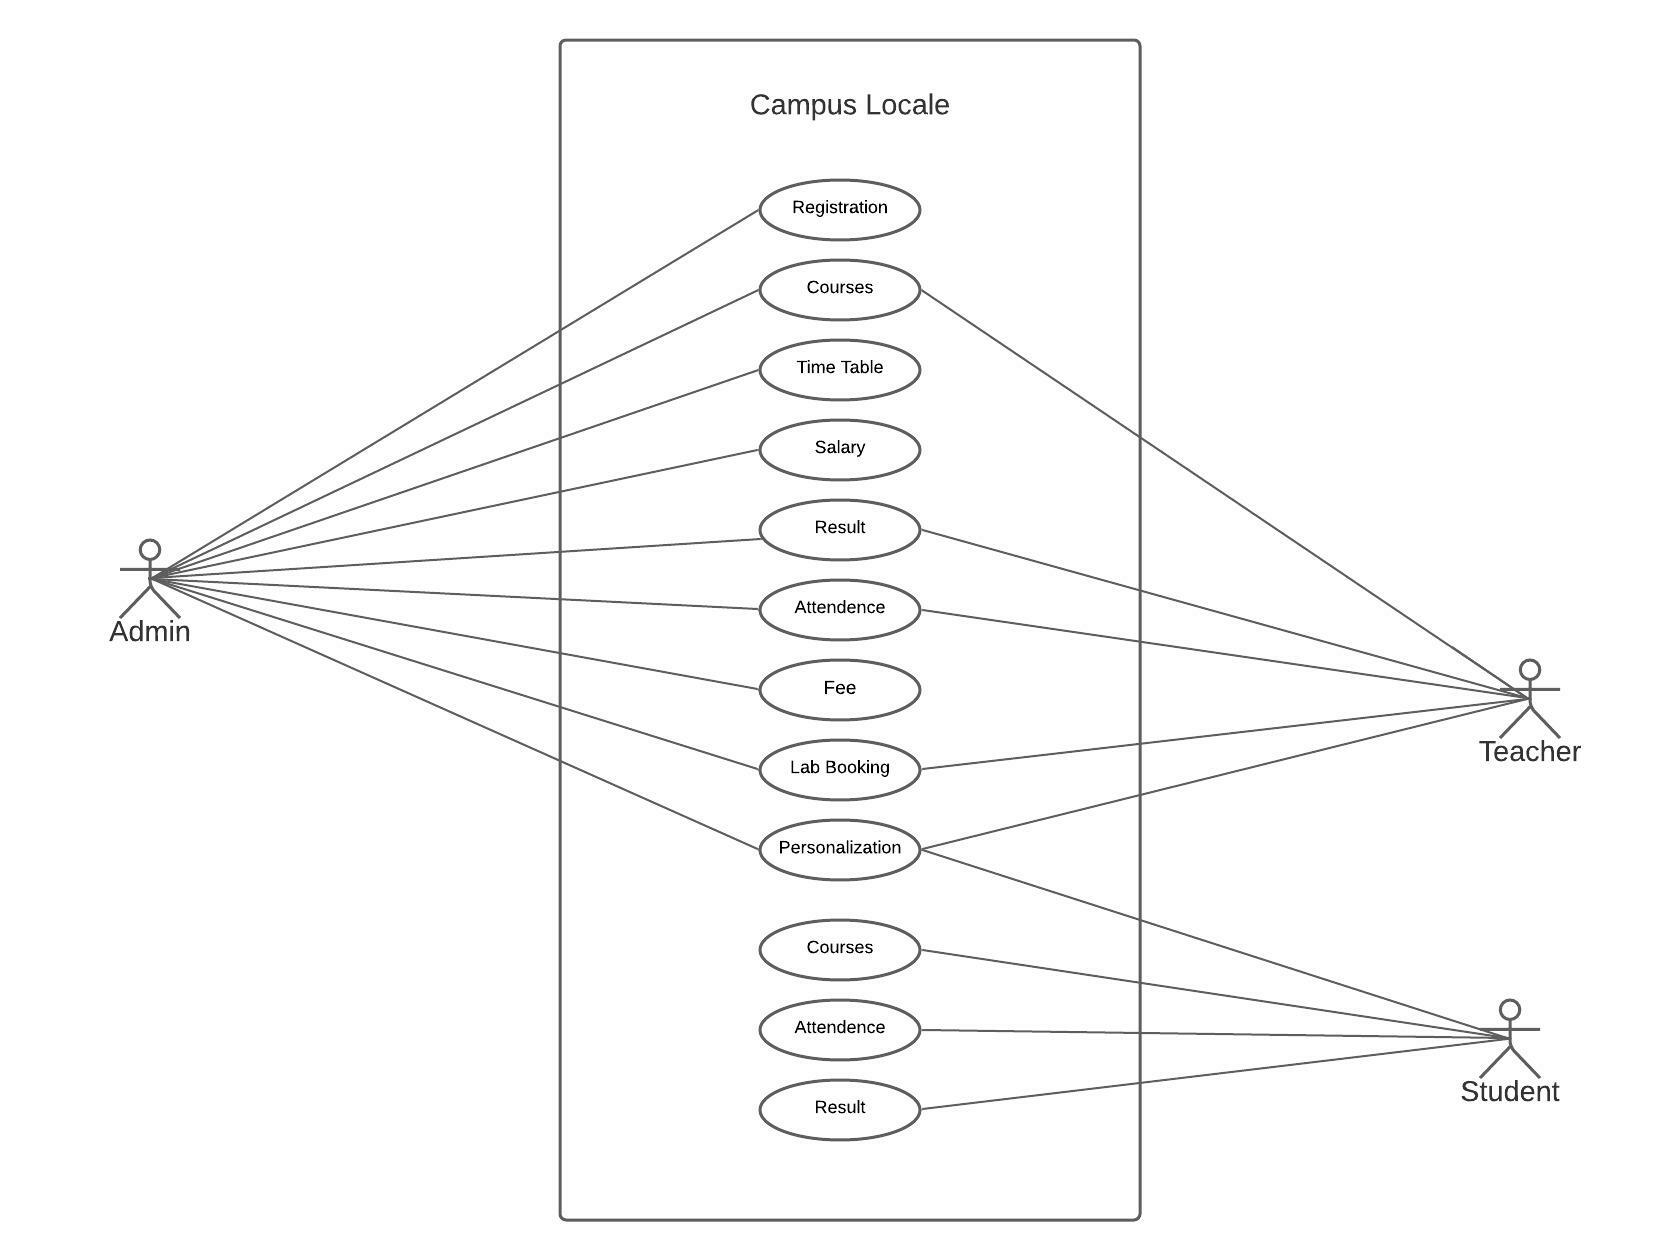 Campus Locale
Registration
Courses
Time Table
Salary
Result
Attendence
Fee
Lab Booking
Personalization
Courses
Attendence
Result
Admin
Teacher
Student